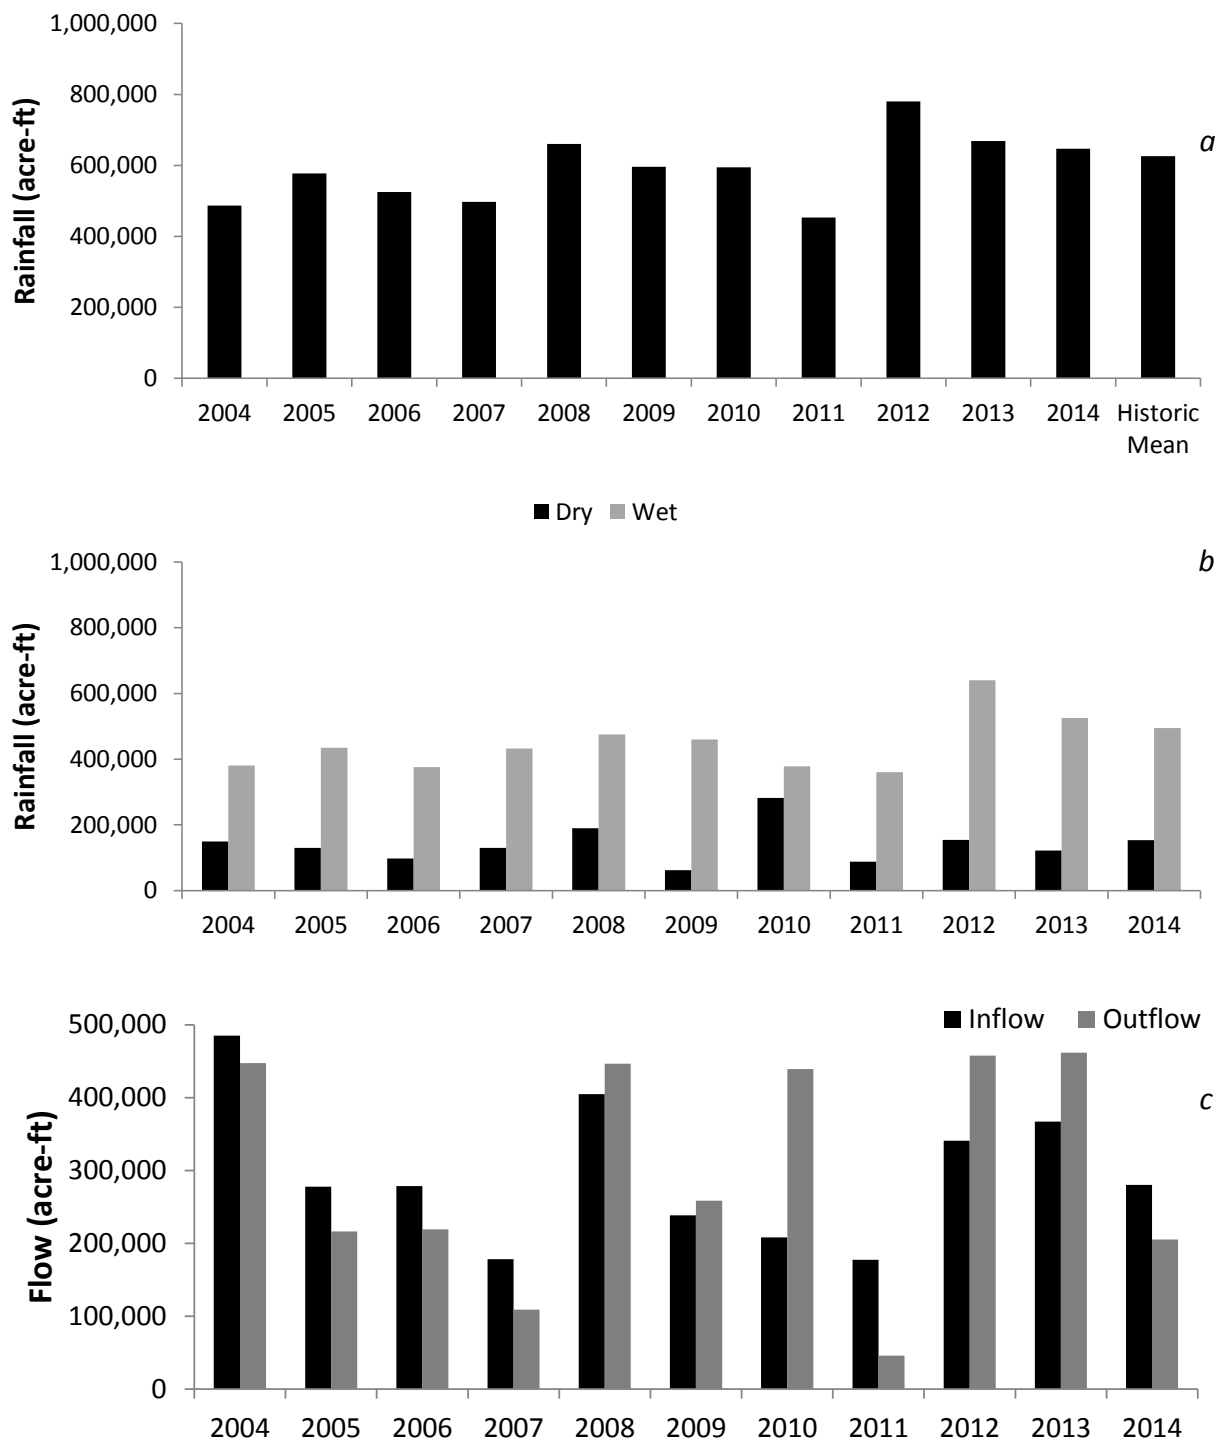 1,000,000
800,000
600,000
400,000
200,000
0
Rainfall (acre-ft)
a
2004 2005 2006 2007 2008 2009 2010 2011 2012 2013 2014 Historic
Mean
Dry Wet
1,000,000
800,000
600,000
400,000
200,000
0
Rainfall (acre-ft)
b
2004 2005 2006 2007 2008 2009 2010 2011 2012 2013 2014
Inflow Outflow
500,000
400,000
300,000
200,000
100,000
0
Flow (acre-ft)
c
2004 2005 2006 2007 2008 2009 2010 2011 2012 2013 2014